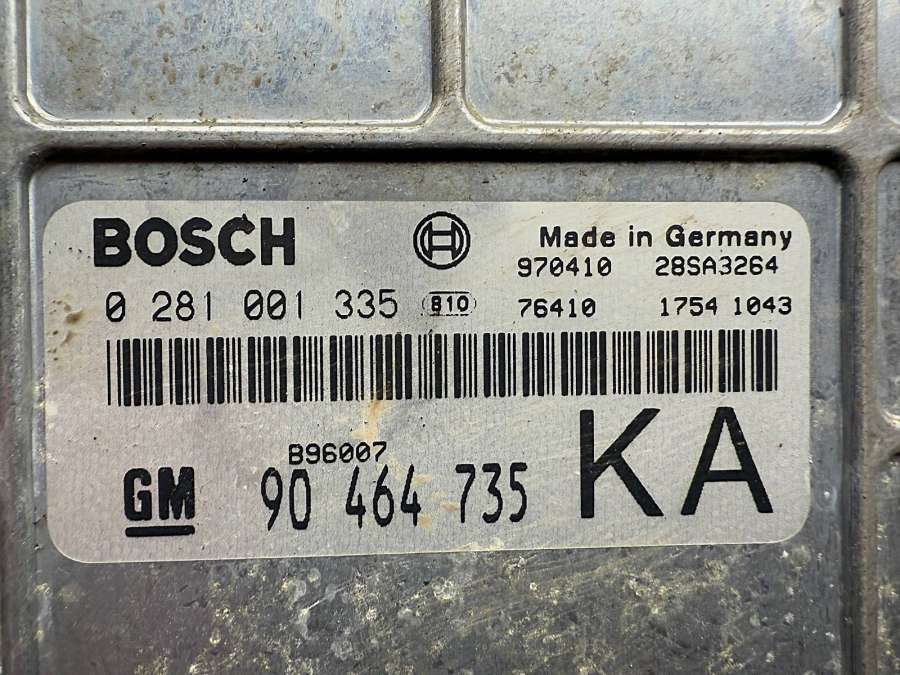 BOSCH Made in Germany
970410 28SA3264
0 281 001 335 B10 76410 1754 1043
B96007
GM 90 464 735 KA